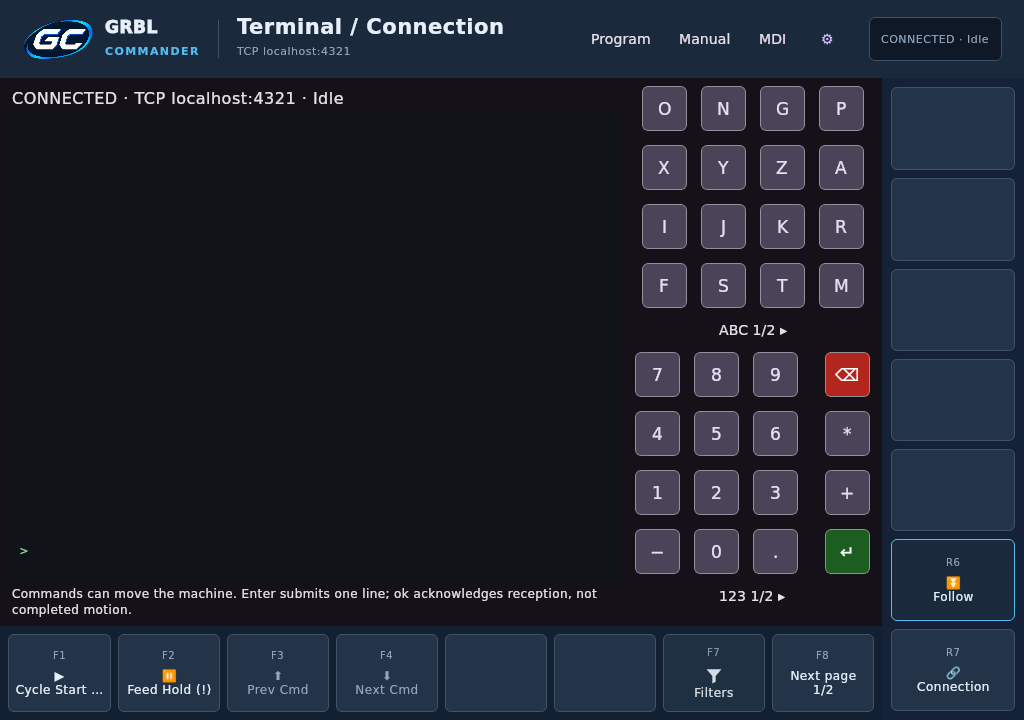 GC
GRBL
COMMANDER
Terminal / Connection
TCP localhost:4321
Program
Manual
MDI
⚙
CONNECTED · Idle
CONNECTED · TCP localhost:4321 · Idle
O N G P
X Y Z A
I J K R
F S T M
ABC 1/2 ▸
7 8 9 ⌫
4 5 6 *
1 2 3 +
− 0 . ↵
123 1/2 ▸
>
Commands can move the machine. Enter submits one line; ok acknowledges reception, not
completed motion.
R6
⏬
Follow
R7
🔗
Connection
F1
▶
Cycle Start ...
F2
⏸
Feed Hold (!)
F3
⬆
Prev Cmd
F4
⬇
Next Cmd
F7
Filters
F8
Next page
1/2